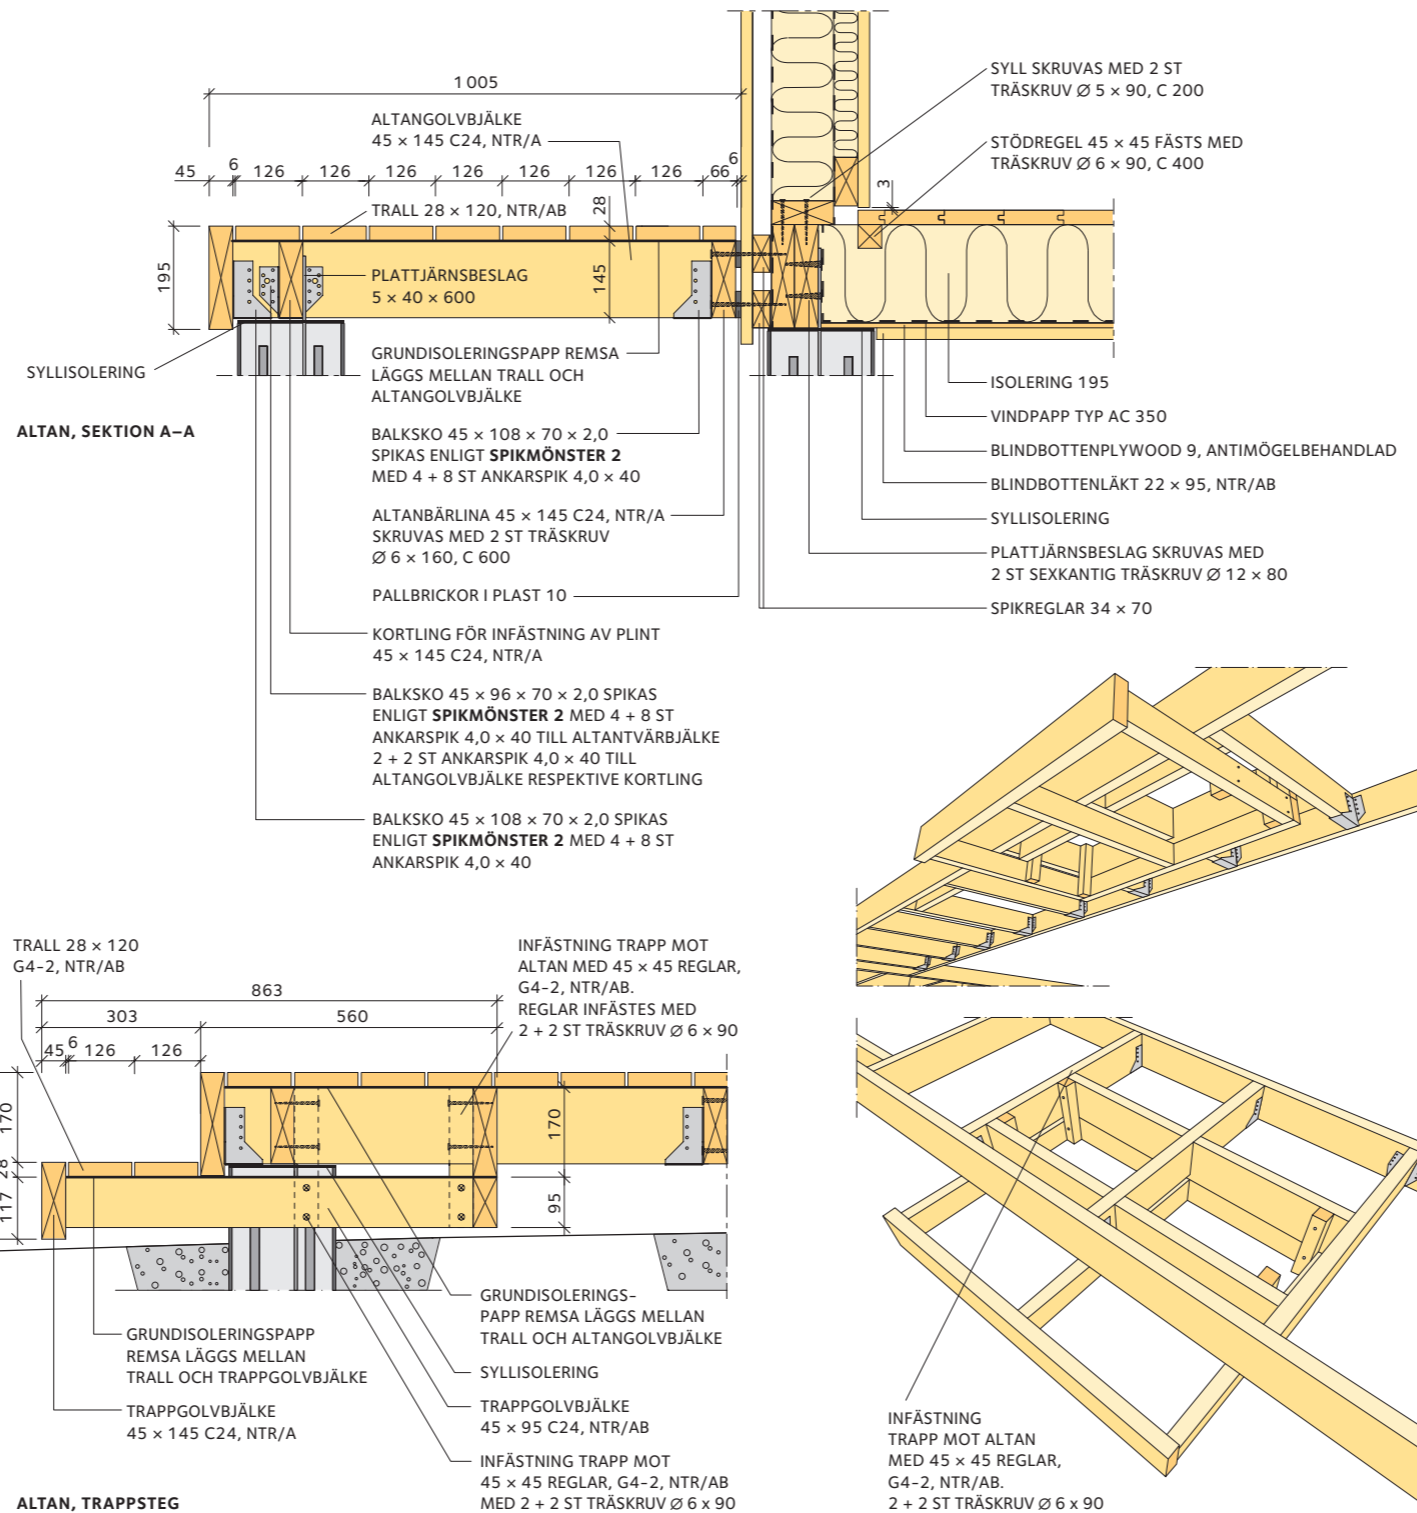 1 005
ALTANGOLVBJÄLKE
45 × 145 C24, NTR/A
45
6
126
126
126
126
126
126
126
66
6
TRALL 28 × 120, NTR/AB
28
195
145
PLATTJÄRNSBESLAG
5 × 40 × 600
SYLLISOLERING
GRUNDISOLERINGSPAPP REMSA
LÄGGS MELLAN TRALL OCH
ALTANGOLVBJÄLKE
ALTAN, SEKTION A–A
BALKSKO 45 × 108 × 70 × 2,0
SPIKAS ENLIGT SPIKMÖNSTER 2
MED 4 + 8 ST ANKARSPIK 4,0 × 40
ALTANBÄRLINA 45 × 145 C24, NTR/A
SKRUVAS MED 2 ST TRÄSKRUV
Ø 6 × 160, C 600
PALLBRICKOR I PLAST 10
KORTLING FÖR INFÄSTNING AV PLINT
45 × 145 C24, NTR/A
BALKSKO 45 × 96 × 70 × 2,0 SPIKAS
ENLIGT SPIKMÖNSTER 2 MED 4 + 8 ST
ANKARSPIK 4,0 × 40 TILL ALTANTVÄRBJÄLKE
2 + 2 ST ANKARSPIK 4,0 × 40 TILL
ALTANGOLVBJÄLKE RESPEKTIVE KORTLING
BALKSKO 45 × 108 × 70 × 2,0 SPIKAS
ENLIGT SPIKMÖNSTER 2 MED 4 + 8 ST
ANKARSPIK 4,0 × 40
SYLL SKRUVAS MED 2 ST
TRÄSKRUV Ø 5 × 90, C 200
STÖDREGEL 45 × 45 FÄSTS MED
TRÄSKRUV Ø 6 × 90, C 400
3
ISOLERING 195
VINDPAPP TYP AC 350
BLINDBOTTENPLYWOOD 9, ANTIMÖGELBEHANDLAD
BLINDBOTTENLÄKT 22 × 95, NTR/AB
SYLLISOLERING
PLATTJÄRNSBESLAG SKRUVAS MED
2 ST SEXKANTIG TRÄSKRUV Ø 12 × 80
SPIKREGLAR 34 × 70
TRALL 28 × 120
G4–2, NTR/AB
863
303
560
45
6
126
126
INFÄSTNING TRAPP MOT
ALTAN MED 45 × 45 REGLAR,
G4–2, NTR/AB.
REGLAR INFÄSTES MED
2 + 2 ST TRÄSKRUV Ø 6 x 90
170
28
117
170
95
GRUNDISOLERINGSPAPP
REMSA LÄGGS MELLAN
TRALL OCH TRAPPGOLVBJÄLKE
TRAPPGOLVBJÄLKE
45 × 145 C24, NTR/A
GRUNDISOLERINGS-
PAPP REMSA LÄGGS MELLAN
TRALL OCH ALTANGOLVBJÄLKE
SYLLISOLERING
TRAPPGOLVBJÄLKE
45 × 95 C24, NTR/AB
INFÄSTNING TRAPP MOT
45 × 45 REGLAR, G4–2, NTR/AB
MED 2 + 2 ST TRÄSKRUV Ø 6 x 90
ALTAN, TRAPPSTEG
INFÄSTNING
TRAPP MOT ALTAN
MED 45 × 45 REGLAR,
G4–2, NTR/AB.
2 + 2 ST TRÄSKRUV Ø 6 x 90